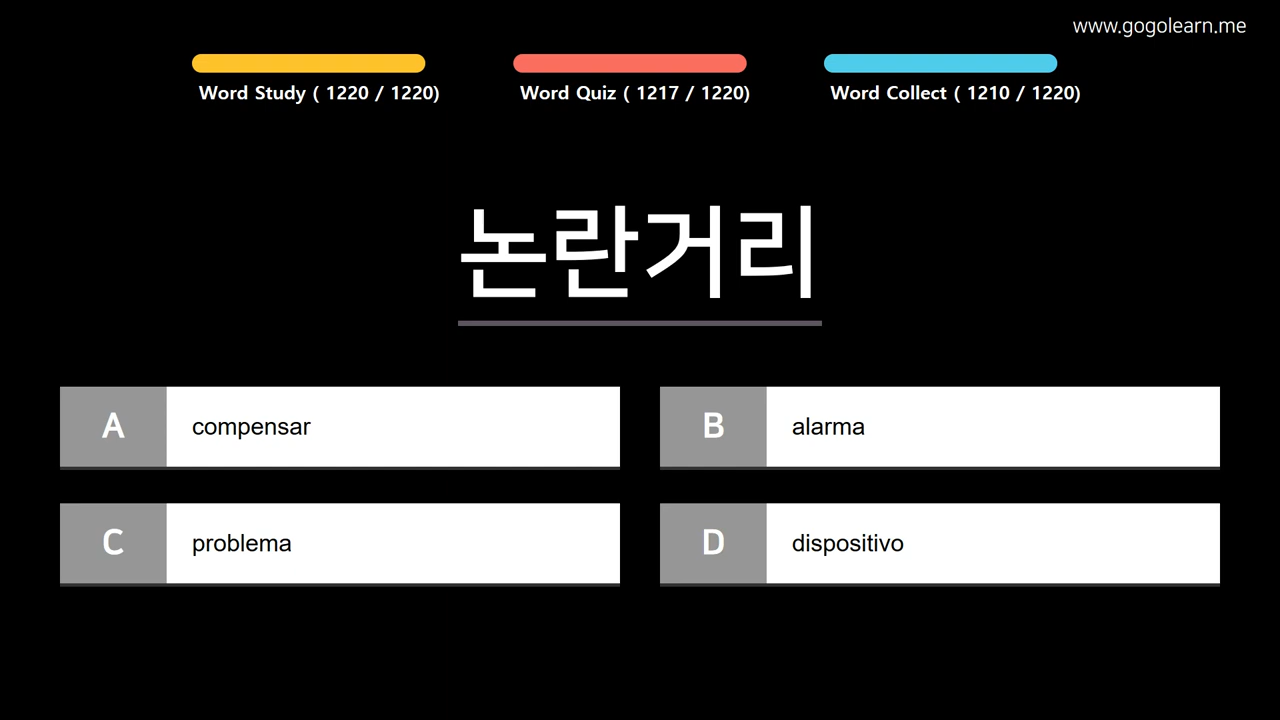 www.gogolearn.me
Word Study ( 1220 / 1220)
Word Quiz ( 1217 / 1220)
Word Collect ( 1210 / 1220)
논란거리
A compensar
B alarma
C problema
D dispositivo